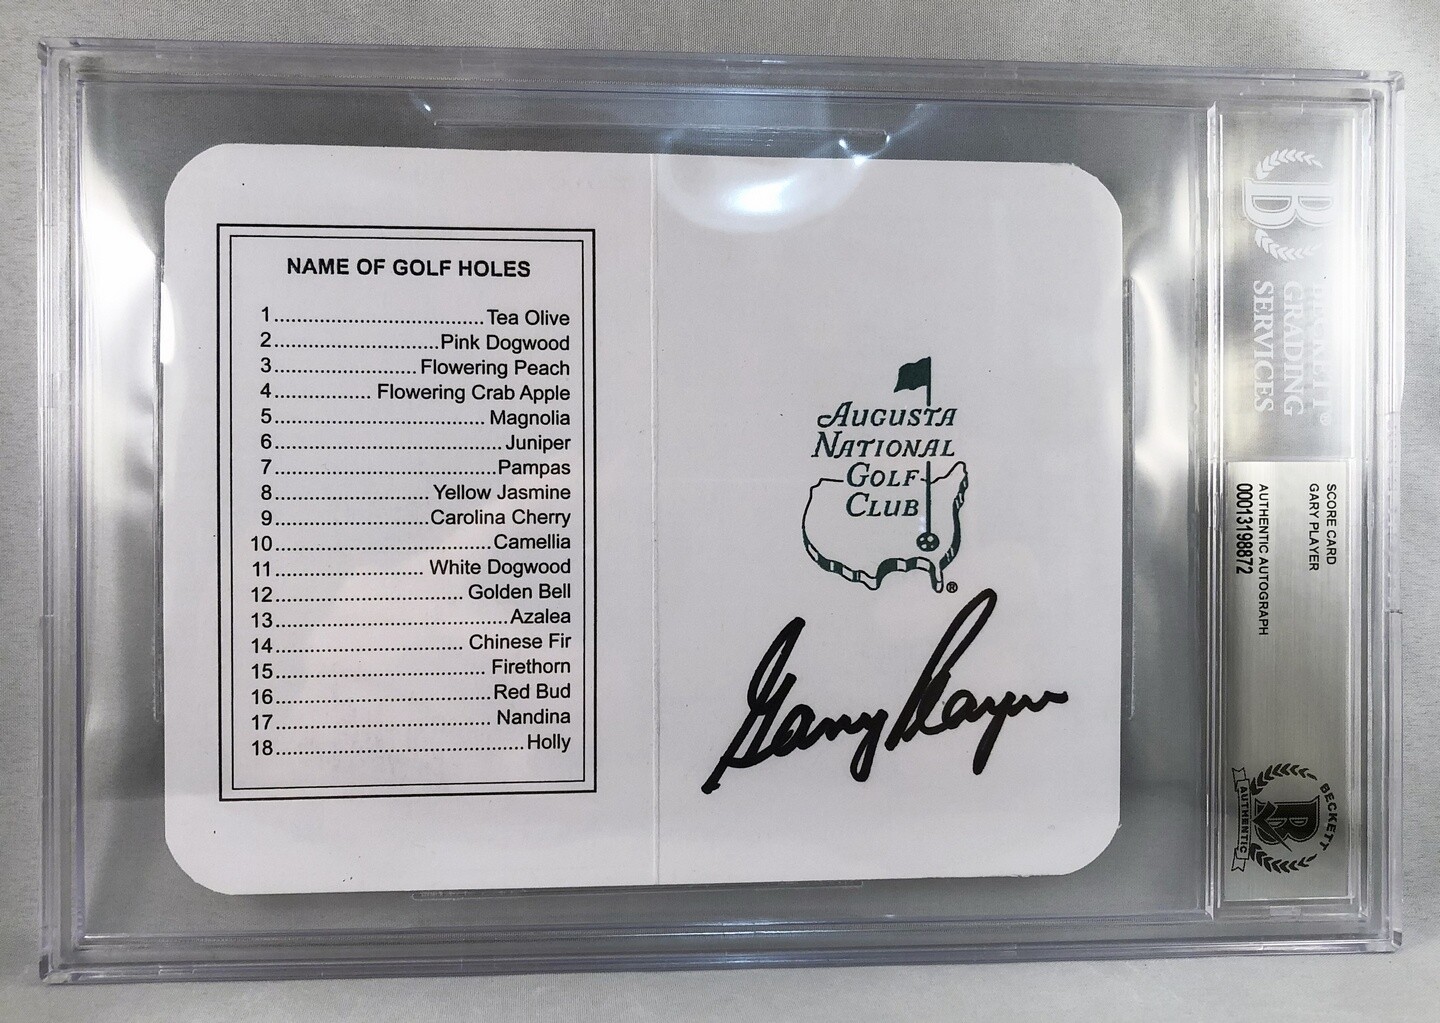 NAME OF GOLF HOLES
1....................................Tea Olive
2............................Pink Dogwood
3........................Flowering Peach
4................. Flowering Crab Apple
5.................................... Magnolia
6.......................................Juniper
7......................................Pampas
8.......................... Yellow Jasmine
9..........................Carolina Cherry
10.....................................Camellia
11......................... White Dogwood
12................................ Golden Bell
13........................................Azalea
14................................ Chinese Fir
15.................................... Firethorn
16.....................................Red Bud
17..................................... Nandina
18...........................................Holly
AUGUSTA
NATIONAL
GOLF
CLUB
®
Gary Player
B
BECKETT®
GRADING
SERVICES
SCORE CARD
GARY PLAYER
AUTHENTIC AUTOGRAPH
00013198872
BECKETT
B
AUTHENTIC